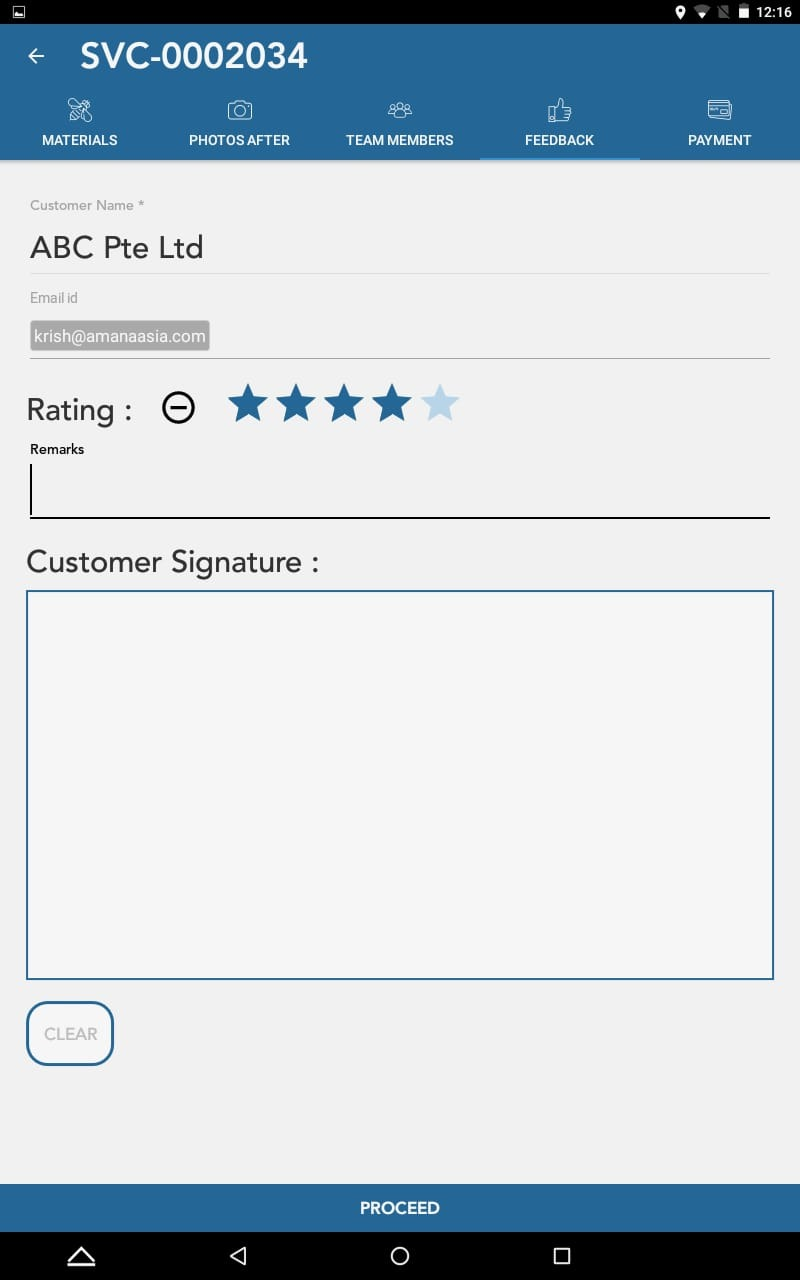 12:16
SVC-0002034
MATERIALS PHOTOS AFTER TEAM MEMBERS FEEDBACK PAYMENT
Customer Name *
ABC Pte Ltd
Email id
krish@amanaasia.com
Rating :
Remarks
Customer Signature :
CLEAR
PROCEED